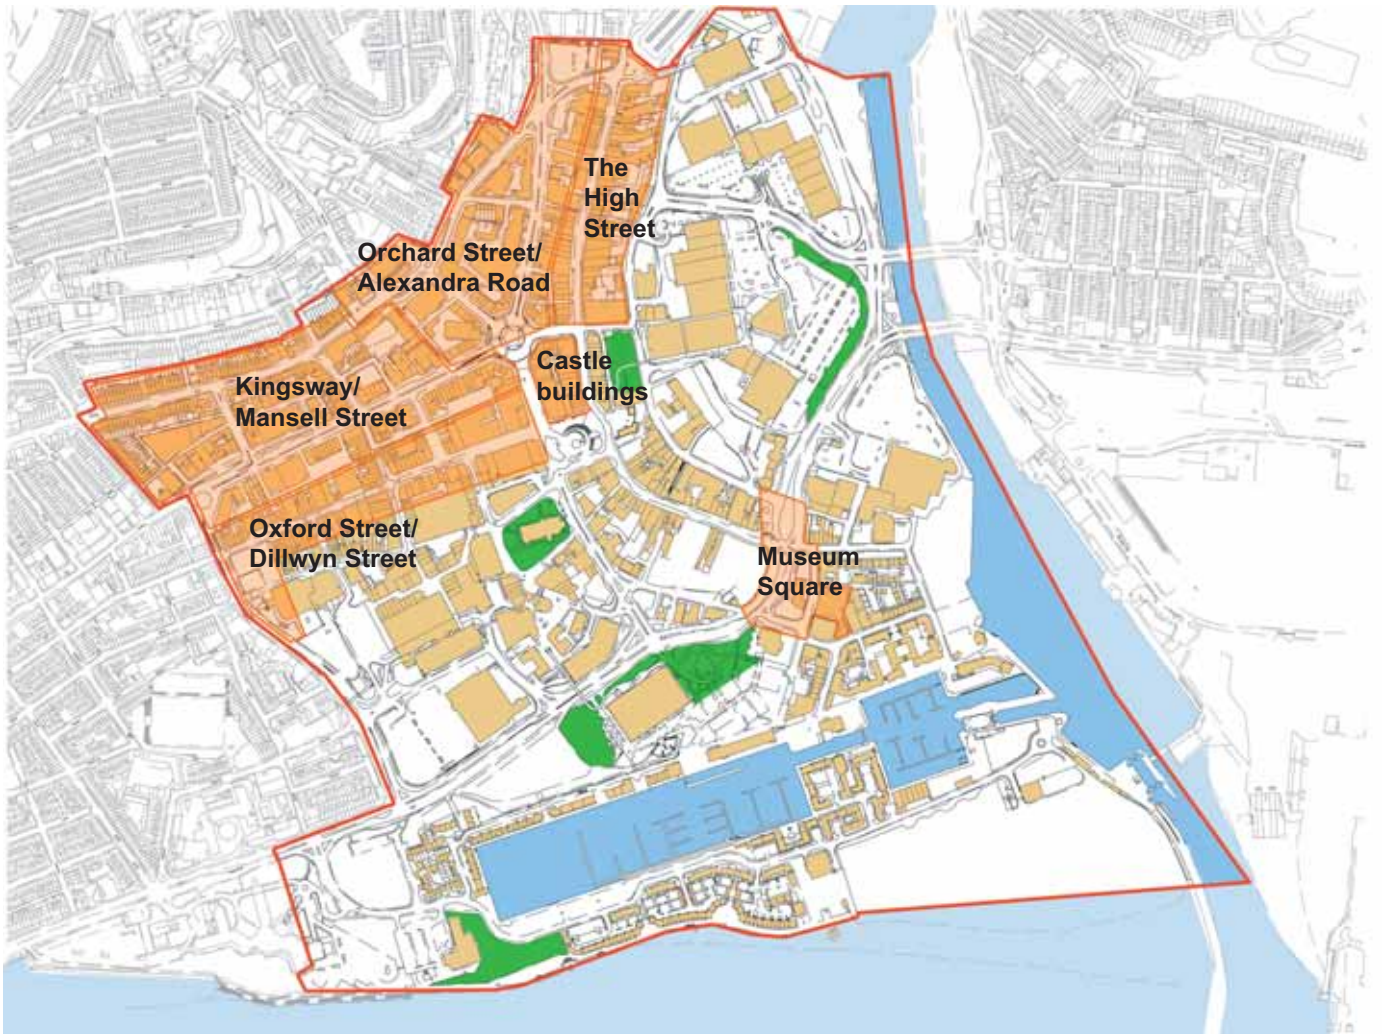 The
High
Street
Orchard Street/
Alexandra Road
Castle
buildings
Kingsway/
Mansell Street
Oxford Street/
Dillwyn Street
Museum
Square